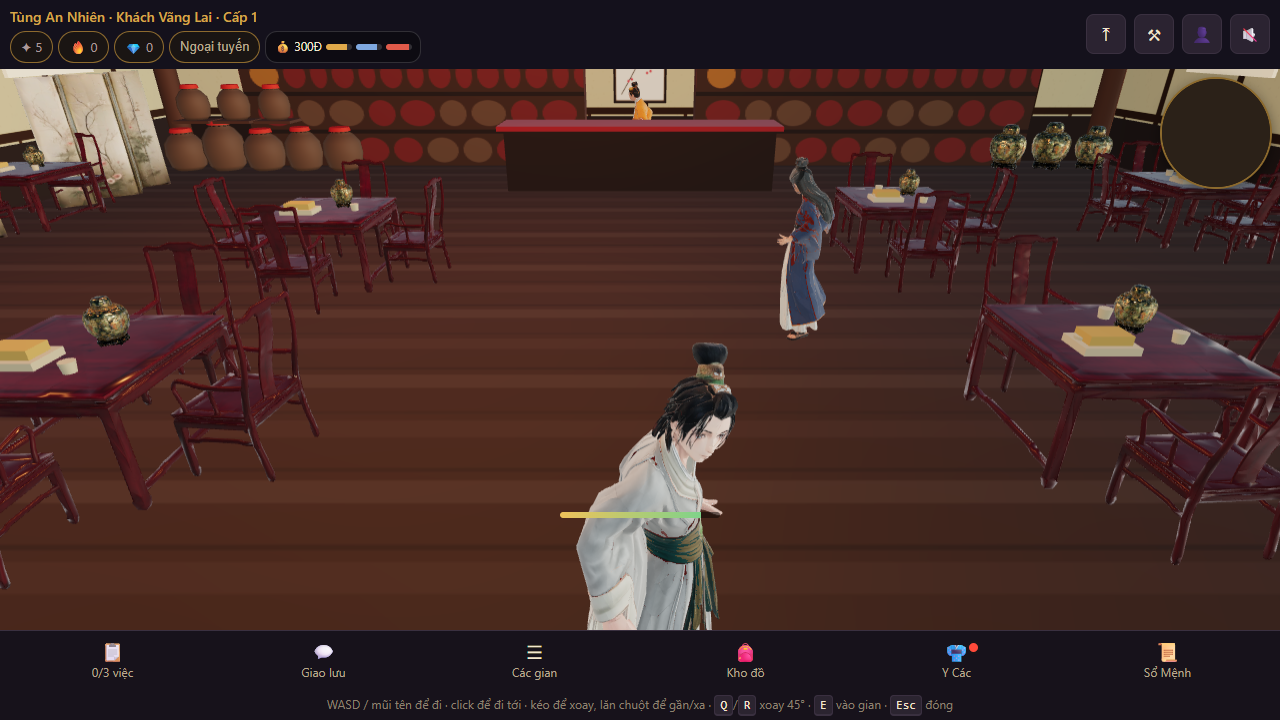 Tùng An Nhiên · Khách Vãng Lai · Cấp 1
5
0
0
Ngoại tuyến
300Đ
0/3 việc
Giao lưu
Các gian
Kho đồ
Y Các
Sổ Mệnh
WASD / mũi tên để đi · click để đi tới · kéo để xoay, lăn chuột để gần/xa · Q / R xoay 45° · E vào gian · Esc đóng